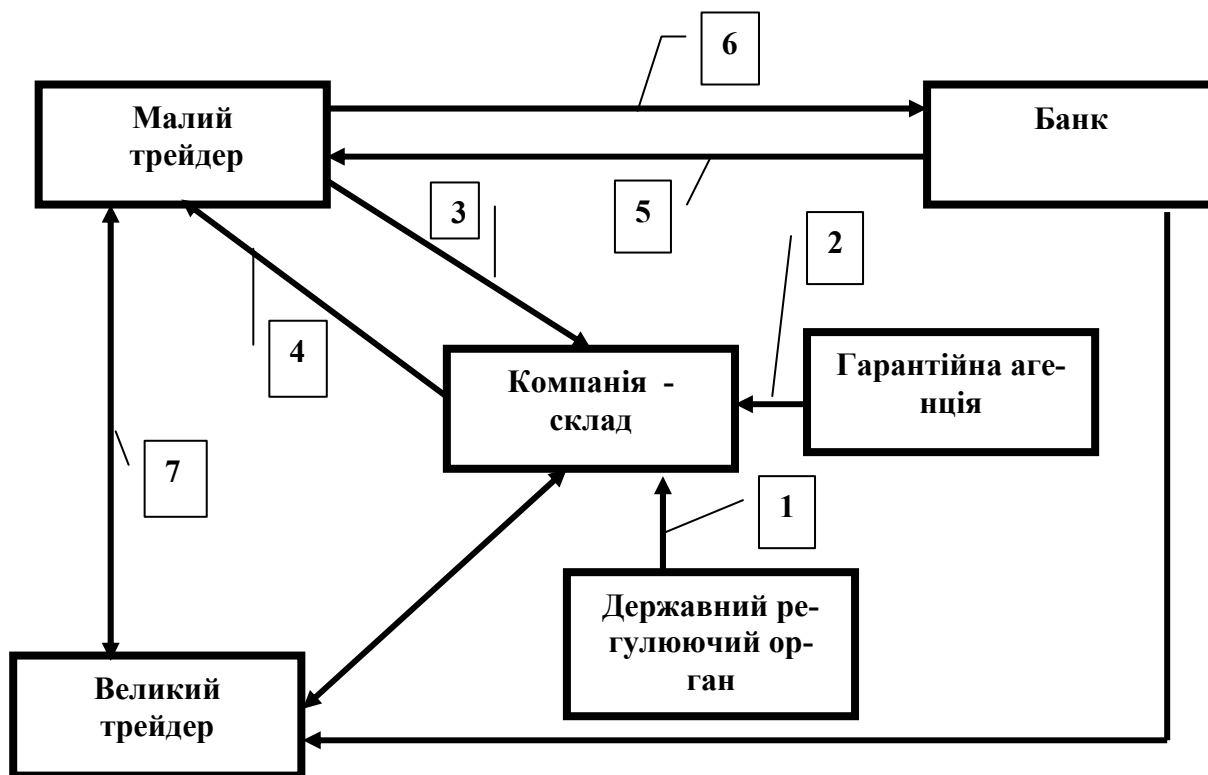 6
Малий
трейдер
Банк
3
5
2
4
Компанія -
склад
Гарантійна аге-
нція
7
1
Державний ре-
гулюючий ор-
ган
Великий
трейдер